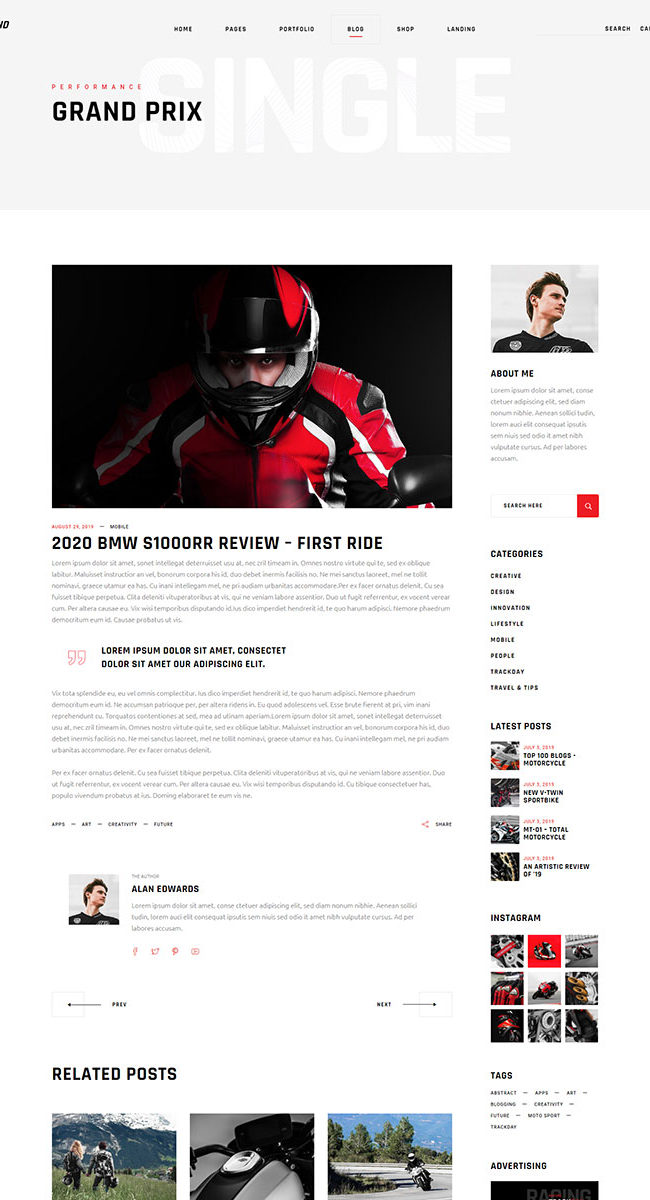 HOME PAGES PORTFOLIO BLOG SHOP LANDING SEARCH
SINGLE
PERFORMANCE
GRAND PRIX
AUGUST 29, 2019 — MOBILE
2020 BMW S1000RR REVIEW - FIRST RIDE
Lorem ipsum dolor sit amet, sonet intellegat deterruisset usu at, nec zril timeam in. Omnes nostro virtute qui te, sed ex oblique
labitur. Maluisset instructior an vel, bonorum corpora his id, duo debet inermis facilisis no. Ne mei sanctus laoreet, mel ne tollit
nominavi, graece utamur ea has. Cu inani intellegam mel, ne pri audiam urbanitas accommodare.Per ex facer ornatus delenit. Cu sea
fuisset tibique perpetua. Clita deleniti vituperatoribus at vis, qui ne veniam labore assentior. Duo ut fugit referrentur, ex vocent verear
cum. Per altera causae eu. Vix wisi temporibus disputando id.Ius dico imperdiet hendrerit id, te quo harum adipisci. Nemore phaedrum
democritum eum id. Causae probatus ut vis.
LOREM IPSUM DOLOR SIT AMET, CONSECTET
DOLOR SIT AMET OUR ADIPISCING ELIT.
Vix tota splendide eu, eu vel omnis complectitur. Ius dico imperdiet hendrerit id, te quo harum adipisci. Nemore phaedrum
democritum eum id. Ne accumsan patrioque per, per altera ridens in. Eu quod adolescens vel. Esse brute fierent at pri, vim inani
reprehendunt cu. Torquatos contentiones at sed, mea ad utinam aperiam.Lorem ipsum dolor sit amet, sonet intellegat deterruisset
usu at, nec zril timeam in. Omnes nostro virtute qui te, sed ex oblique labitur. Maluisset instructior an vel, bonorum corpora his id, duo
debet inermis facilisis no. Ne mei sanctus laoreet, mel ne tollit nominavi, graece utamur ea has. Cu inani intellegam mel, ne pri audiam
urbanitas accommodare. Per ex facer ornatus delenit.
Per ex facer ornatus delenit. Cu sea fuisset tibique perpetua. Clita deleniti vituperatoribus at vis, qui ne veniam labore assentior. Duo
ut fugit referrentur, ex vocent verear cum. Per altera causae eu. Vix wisi temporibus disputando id. Cu tibique consectetuer has,
populo vivendum probatus at ius. Doming elaboraret te eum vis ne.
APPS — ART — CREATIVITY — FUTURE
SHARE
THE AUTHOR
ALAN EDWARDS
Lorem ipsum dolor sit amet, conse ctetuer adipiscing elit, sed diam nonum nibhie. Aenean sollici
tudin, lorem auci elit consequat ipsutis sem niuis sed odio it amet nibh vulputate cursus. Ad per
labores accusam.
PREV
NEXT
RELATED POSTS
ABOUT ME
Lorem ipsum dolor sit amet, conse
ctetuer adipiscing elit, sed diam
nonum nibhie. Aenean sollici tudin,
lorem auci elit consequat ipsutis
sem niuis sed odio it amet nibh
vulputate cursus. Ad per labores
accusam.
SEARCH HERE
CATEGORIES
CREATIVE
DESIGN
INNOVATION
LIFESTYLE
MOBILE
PEOPLE
TRACKDAY
TRAVEL & TIPS
LATEST POSTS
JULY 3, 2019
TOP 100 BLOGS -
MOTORCYCLE
JULY 3, 2019
NEW V-TWIN
SPORTBIKE
JULY 3, 2019
MT-01 - TOTAL
MOTORCYCLE
JULY 3, 2019
AN ARTISTIC REVIEW
OF '19
INSTAGRAM
TAGS
ABSTRACT — APPS — ART —
BLOGGING — CREATIVITY —
FUTURE — MOTO SPORT —
TRACKDAY
ADVERTISING
RACING